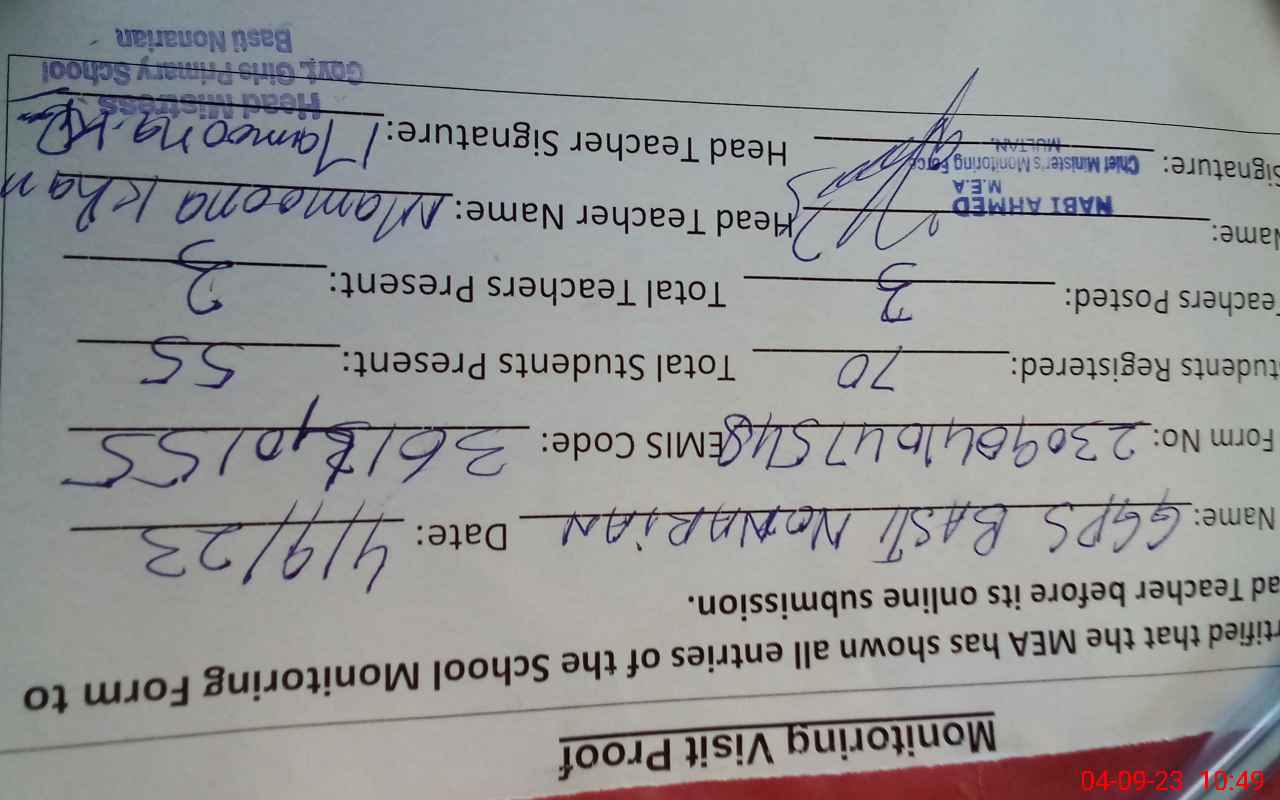 Monitoring Visit Proof
rtified that the MEA has shown all entries of the School Monitoring Form to
ad Teacher before its online submission.
Name: GGPS BASTI NONARIAN Date: 4/9/23
Form No: EMIS Code:
tudents Registered: 70 Total Students Present: 55
Teachers Posted: 3 Total Teachers Present: 3
Name: NABI AHMED Head Teacher Name: Mamoona Khan
M.E.A
Signature: Chief Minister's Monitoring Force Head Teacher Signature: Mamoona.K
MULTAN.
Head Mistress
Govt. Girls Primary School
Basti Nonarian
04-09-23 10:49